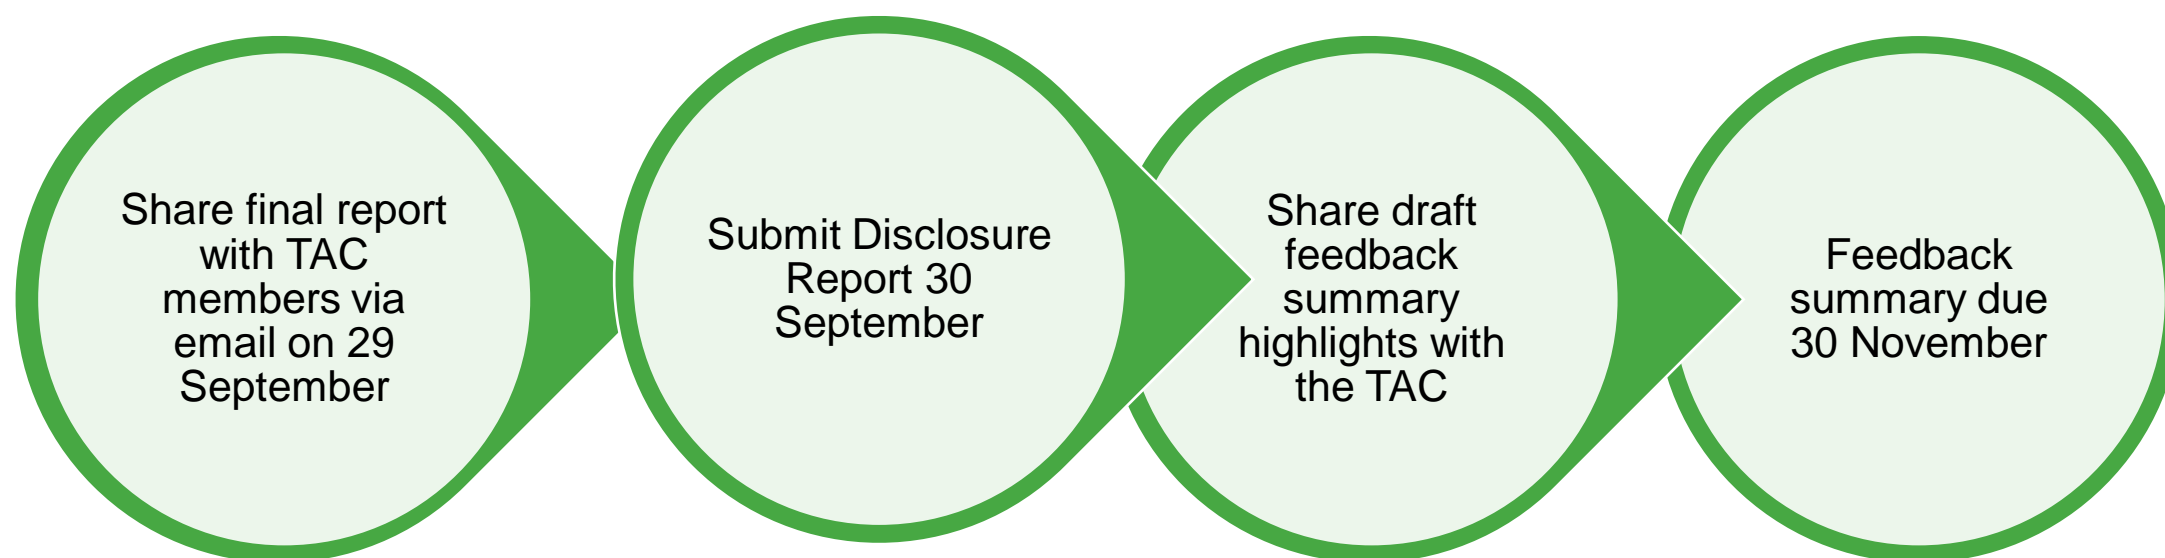 Share final report
with TAC
members via
email on 29
September
Submit Disclosure
Report 30
September
Share draft
feedback
summary
highlights with
the TAC
Feedback
summary due
30 November